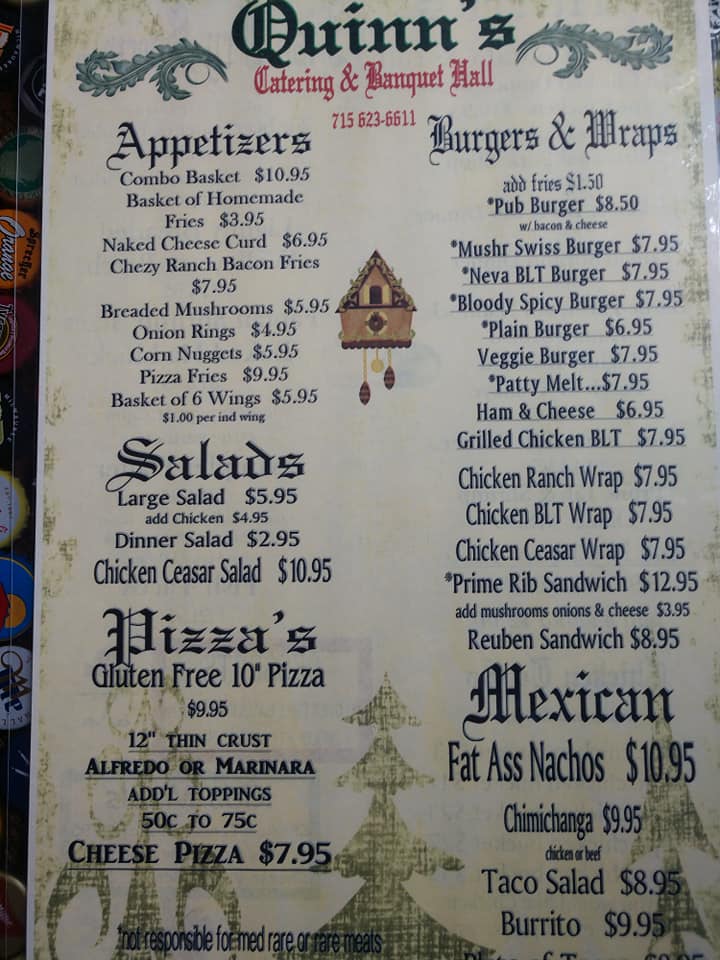 Quinn's
Catering & Banquet Hall
715 623-6611
Appetizers
Combo Basket $10.95
Basket of Homemade
Fries $3.95
Naked Cheese Curd $6.95
Chezy Ranch Bacon Fries
$7.95
Breaded Mushrooms $5.95
Onion Rings $4.95
Corn Nuggets $5.95
Pizza Fries $9.95
Basket of 6 Wings $5.95
$1.00 per ind wing
Salads
Large Salad $5.95
add Chicken $4.95
Dinner Salad $2.95
Chicken Ceasar Salad $10.95
Pizza's
Gluten Free 10" Pizza
$9.95
12" THIN CRUST
ALFREDO OR MARINARA
ADD'L TOPPINGS
50C TO 75C
CHEESE PIZZA $7.95
*not responsible for med rare or rare meats
Burgers & Wraps
add fries $1.50
*Pub Burger $8.50
w/ bacon & cheese
*Mushr Swiss Burger $7.95
*Neva BLT Burger $7.95
*Bloody Spicy Burger $7.95
*Plain Burger $6.95
Veggie Burger $7.95
*Patty Melt...$7.95
Ham & Cheese $6.95
Grilled Chicken BLT $7.95
Chicken Ranch Wrap $7.95
Chicken BLT Wrap $7.95
Chicken Ceasar Wrap $7.95
*Prime Rib Sandwich $12.95
add mushrooms onions & cheese $3.95
Reuben Sandwich $8.95
Mexican
Fat Ass Nachos $10.95
Chimichanga $9.95
chicken or beef
Taco Salad $8.95
Burrito $9.95
Sprecher
Orange